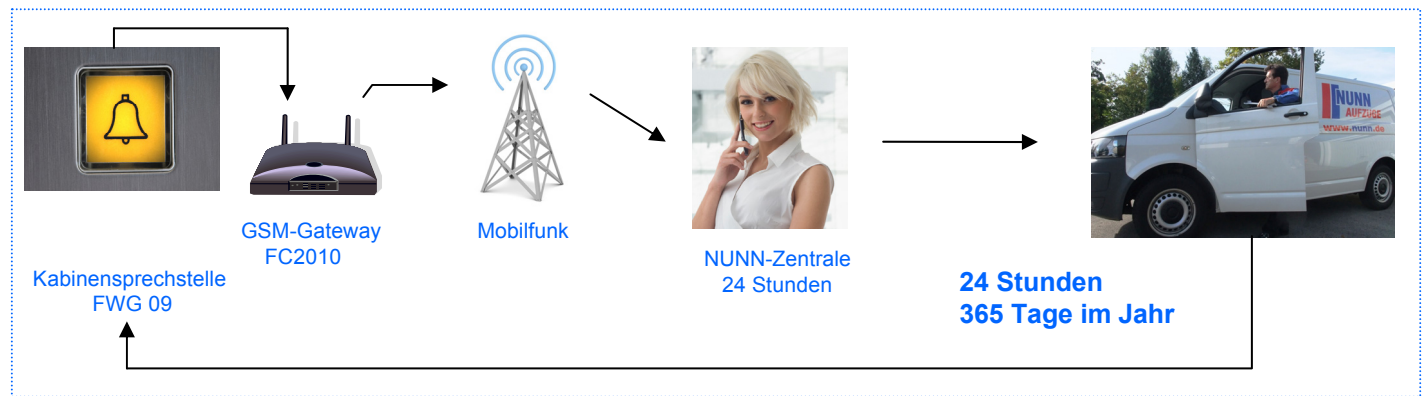 NUNN
AUFZÜGE
www.nunn.de
GSM-Gateway
FC2010
Mobilfunk
NUNN-Zentrale
24 Stunden
Kabinensprechstelle
FWG 09
24 Stunden
365 Tage im Jahr